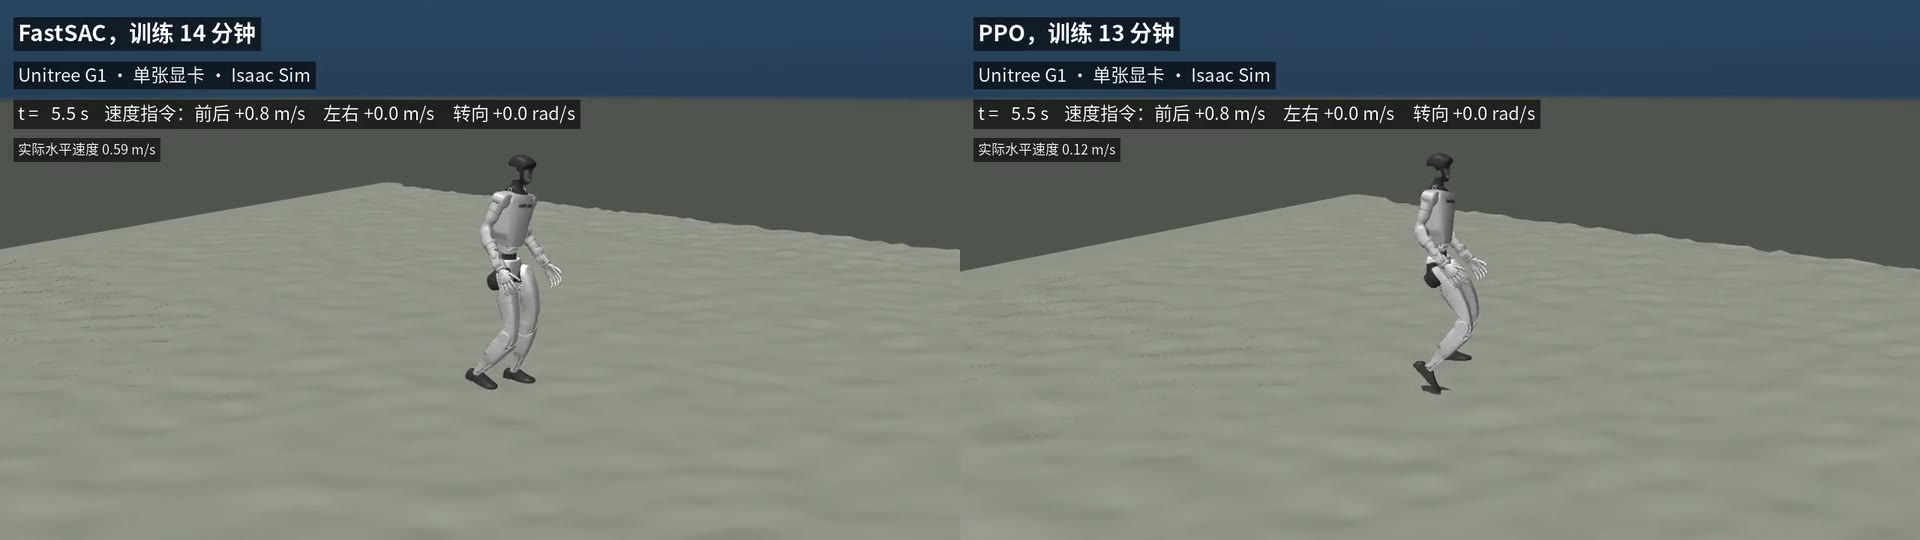 FastSAC，训练 14 分钟
Unitree G1 · 单张显卡 · Isaac Sim
t = 5.5 s 速度指令：前后 +0.8 m/s 左右 +0.0 m/s 转向 +0.0 rad/s
实际水平速度 0.59 m/s
PPO，训练 13 分钟
Unitree G1 · 单张显卡 · Isaac Sim
t = 5.5 s 速度指令：前后 +0.8 m/s 左右 +0.0 m/s 转向 +0.0 rad/s
实际水平速度 0.12 m/s